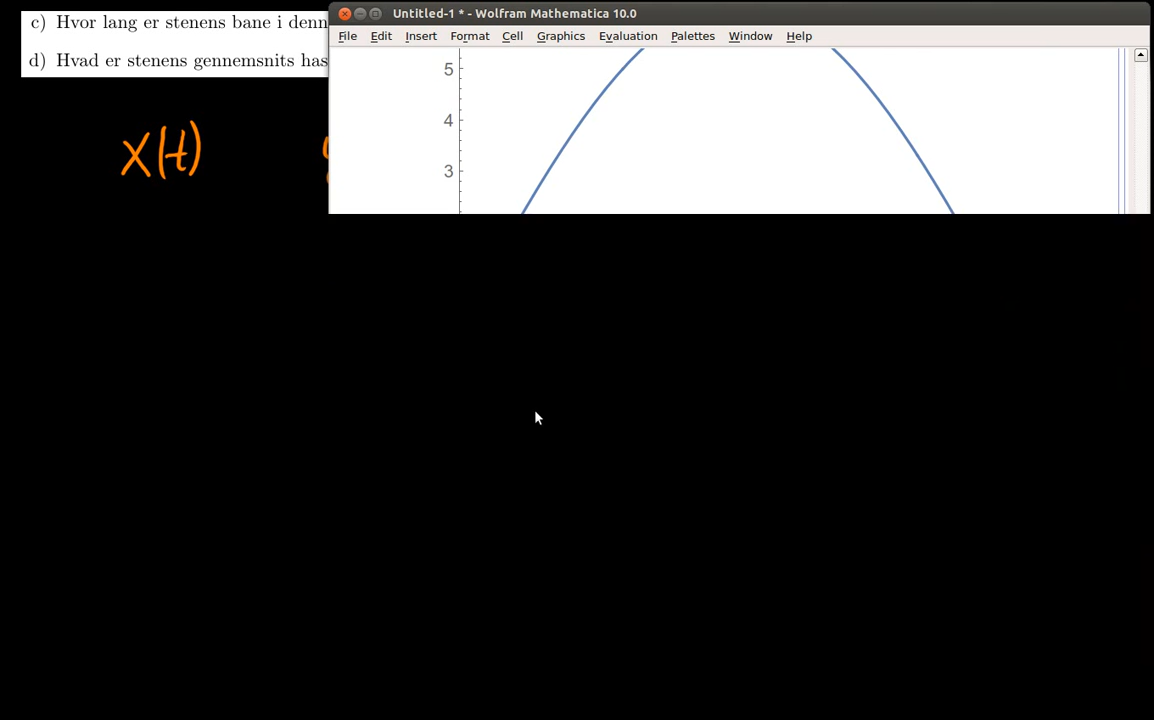 c) Hvor lang er stenens bane i denn
d) Hvad er stenens gennemsnits has
Untitled-1 * - Wolfram Mathematica 10.0
File Edit Insert Format Cell Graphics Evaluation Palettes Window Help
5
4
3
x(t)